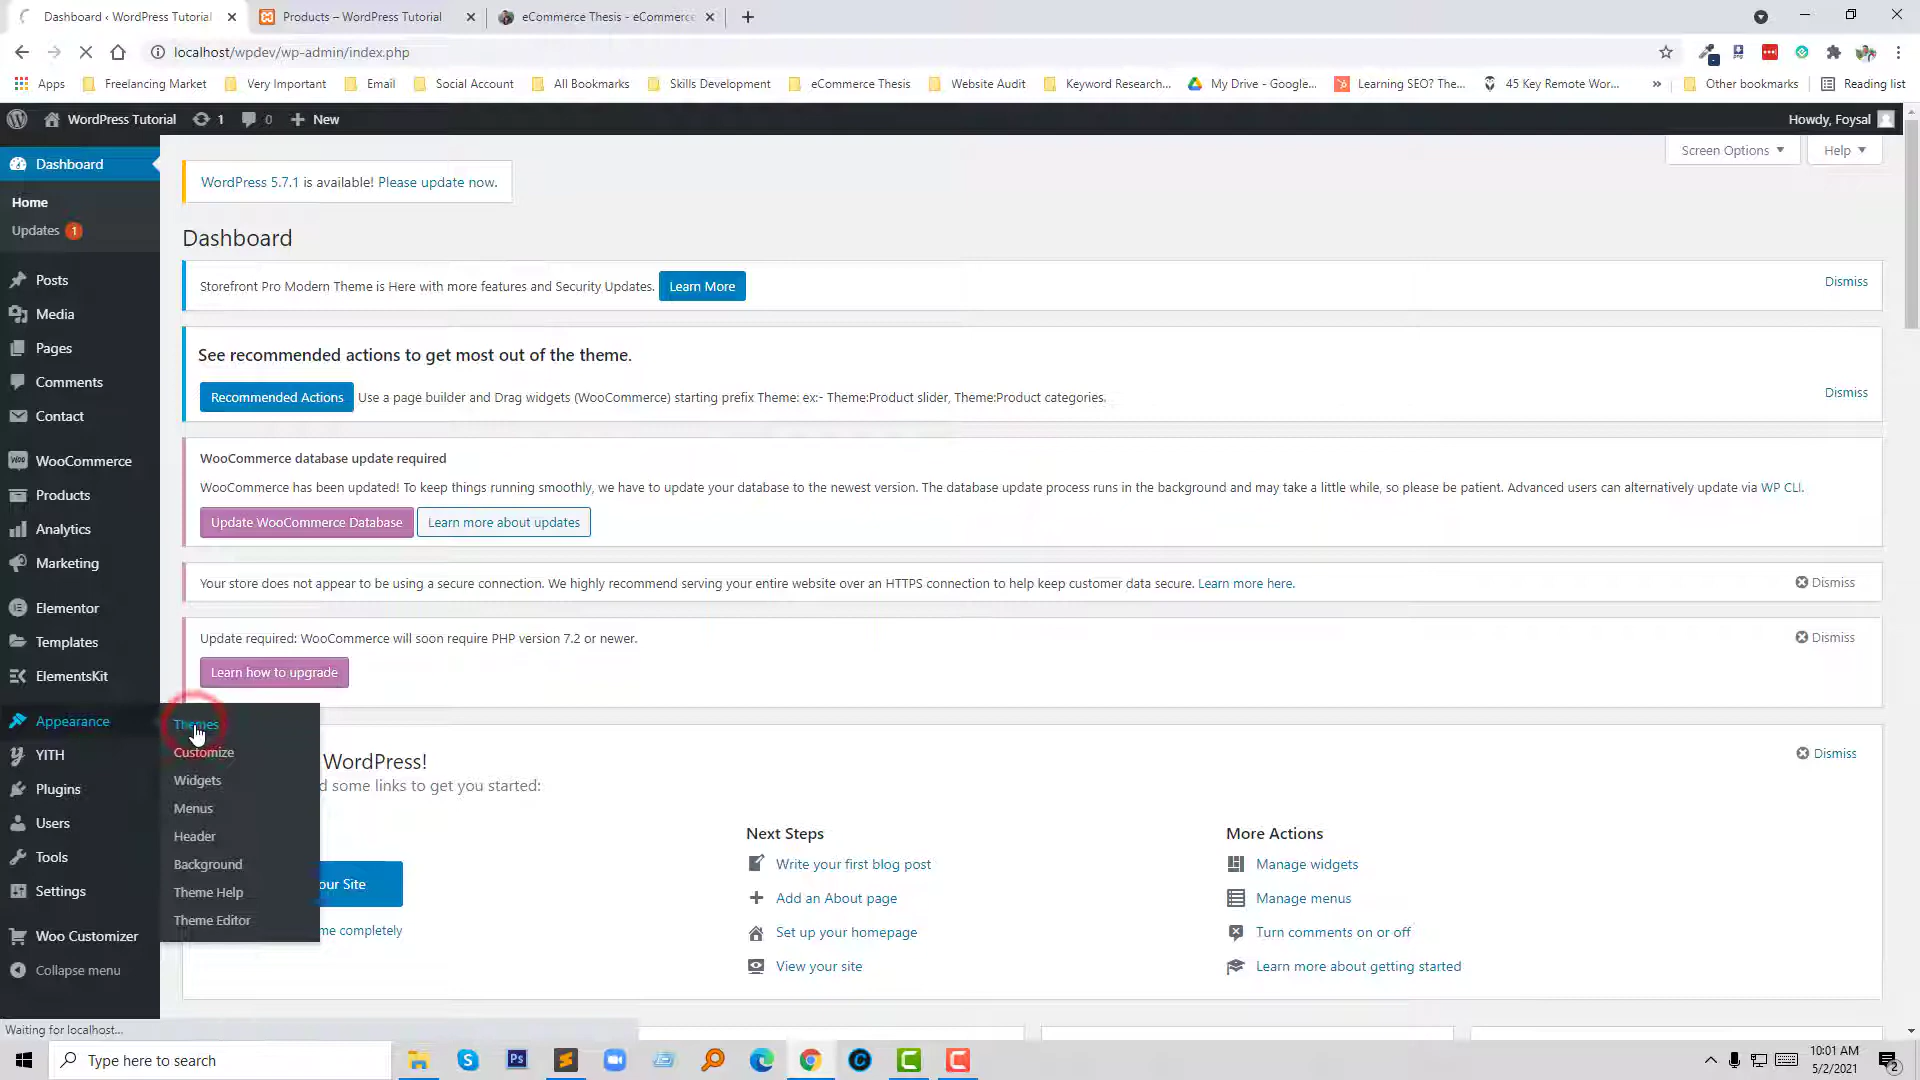 Dashboard ‹ WordPress Tutorial
Products – WordPress Tutorial
eCommerce Thesis - eCommerce
localhost/wpdev/wp-admin/index.php
Apps
Freelancing Market
Very Important
Email
Social Account
All Bookmarks
Skills Development
eCommerce Thesis
Website Audit
Keyword Research...
My Drive - Google...
Learning SEO? The...
45 Key Remote Wor...
»
Other bookmarks
Reading list
WordPress Tutorial
1
0
New
Howdy, Foysal
Screen Options
Help
Dashboard
Home
Updates 1
Posts
Media
Pages
Comments
Contact
WooCommerce
Products
Analytics
Marketing
Elementor
Templates
ElementsKit
Appearance
YITH
Plugins
Users
Tools
Settings
Woo Customizer
Collapse menu
Themes
Customize
Widgets
Menus
Header
Background
Theme Help
Theme Editor
WordPress 5.7.1 is available! Please update now.
Dashboard
Storefront Pro Modern Theme is Here with more features and Security Updates. Learn More
Dismiss
See recommended actions to get most out of the theme.
Recommended Actions Use a page builder and Drag widgets (WooCommerce) starting prefix Theme: ex:- Theme:Product slider, Theme:Product categories.
Dismiss
WooCommerce database update required
WooCommerce has been updated! To keep things running smoothly, we have to update your database to the newest version. The database update process runs in the background and may take a little while, so please be patient. Advanced users can alternatively update via WP CLI.
Update WooCommerce Database
Learn more about updates
Your store does not appear to be using a secure connection. We highly recommend serving your entire website over an HTTPS connection to help keep customer data secure. Learn more here.
Dismiss
Update required: WooCommerce will soon require PHP version 7.2 or newer.
Dismiss
Learn how to upgrade
WordPress!
Dismiss
d some links to get you started:
our Site
me completely
Next Steps
Write your first blog post
Add an About page
Set up your homepage
View your site
More Actions
Manage widgets
Manage menus
Turn comments on or off
Learn more about getting started
Waiting for localhost...
Type here to search
Ps
10:01 AM
5/2/2021
2